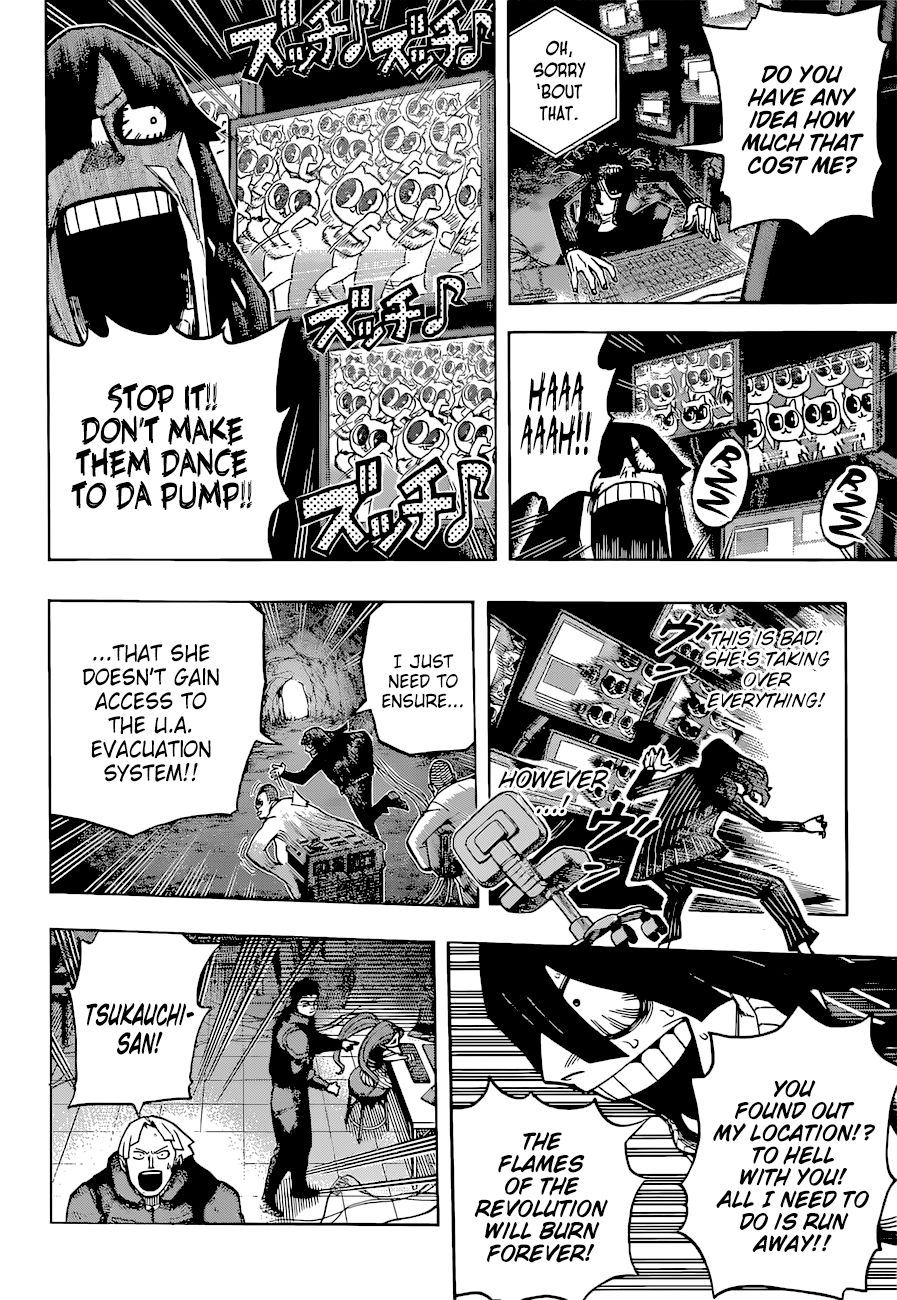 DO YOU
HAVE ANY
IDEA HOW
MUCH THAT
COST ME?
OH,
SORRY
'BOUT
THAT.
ズッチ♪
ズッチ♪
ズッチ♪
ズッチ♪
STOP IT!!
DON'T MAKE
THEM DANCE
TO DA PUMP!!
HAAA
AAAH!!
RZZ
RZZ
THIS IS BAD!
SHE'S TAKING
OVER
EVERYTHING!
HOWEVER
...!
ヴン
ヴン
I JUST
NEED TO
ENSURE...
...THAT SHE
DOESN'T GAIN
ACCESS TO
THE U.A.
EVACUATION
SYSTEM!!
YOU
FOUND OUT
MY LOCATION!?
TO HELL
WITH YOU!
ALL I NEED TO
DO IS RUN
AWAY!!
THE
FLAMES
OF THE
REVOLUTION
WILL BURN
FOREVER!
TSUKAUCHI-
SAN!